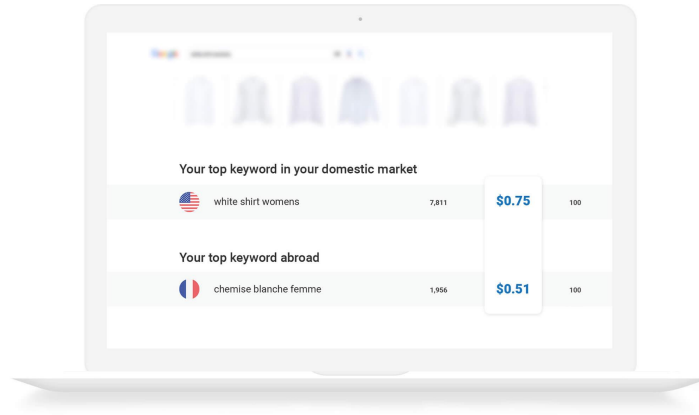 Your top keyword in your domestic market
white shirt womens 7,811 $0.75 100
Your top keyword abroad
chemise blanche femme 1,956 $0.51 100